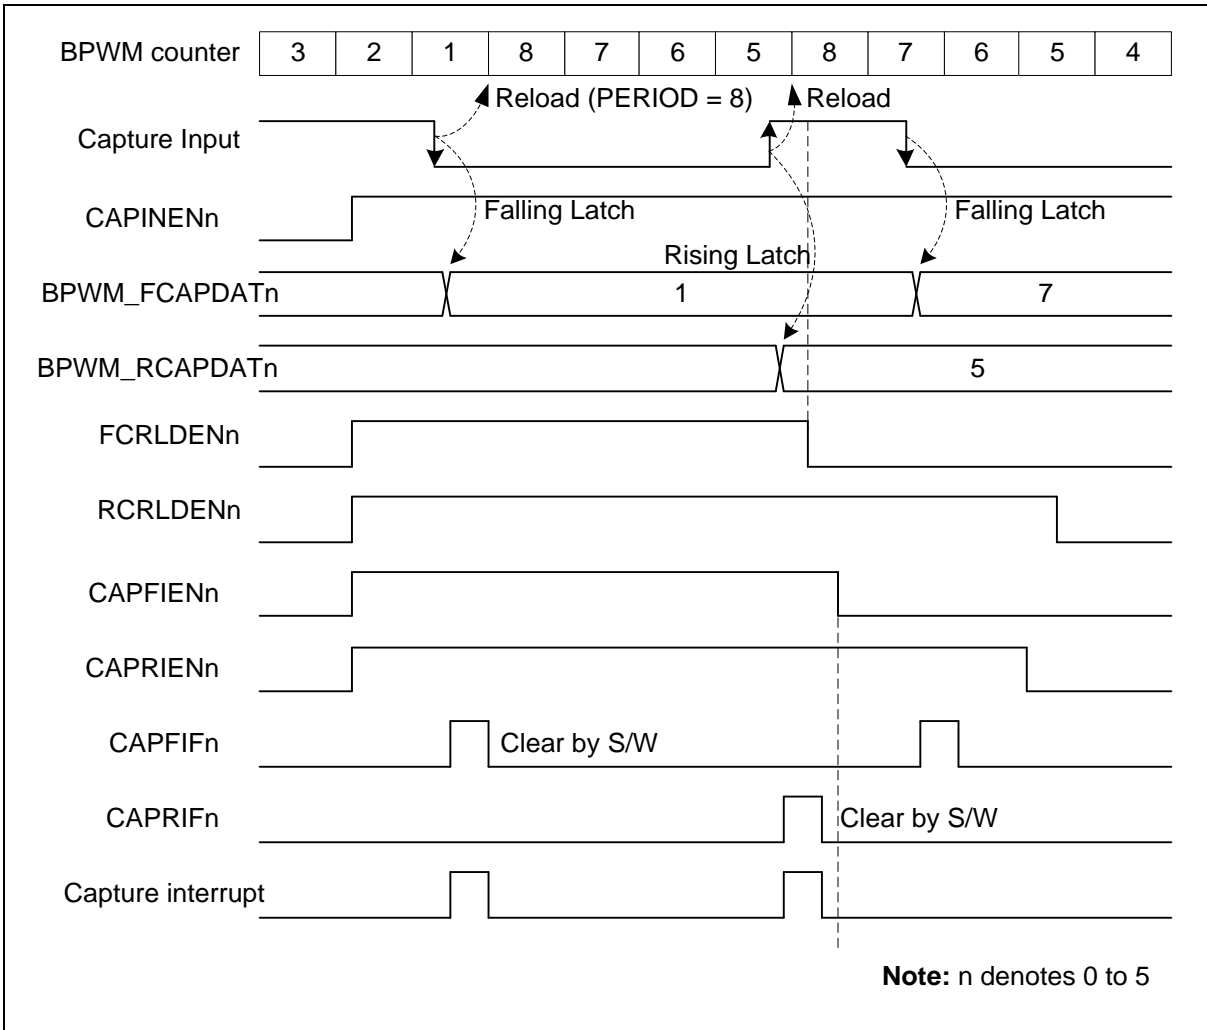 BPWM counter 3 2 1 8 7 6 5 8 7 6 5 4
Reload (PERIOD = 8) Reload
Capture Input
CAPINENn Falling Latch Falling Latch
Rising Latch
BPWM_FCAPDATn 1 7
BPWM_RCAPDATn 5
FCRLDENn
RCRLDENn
CAPFIENn
CAPRIENn
CAPFIFn Clear by S/W
CAPRIFn Clear by S/W
Capture interrupt
Note: n denotes 0 to 5